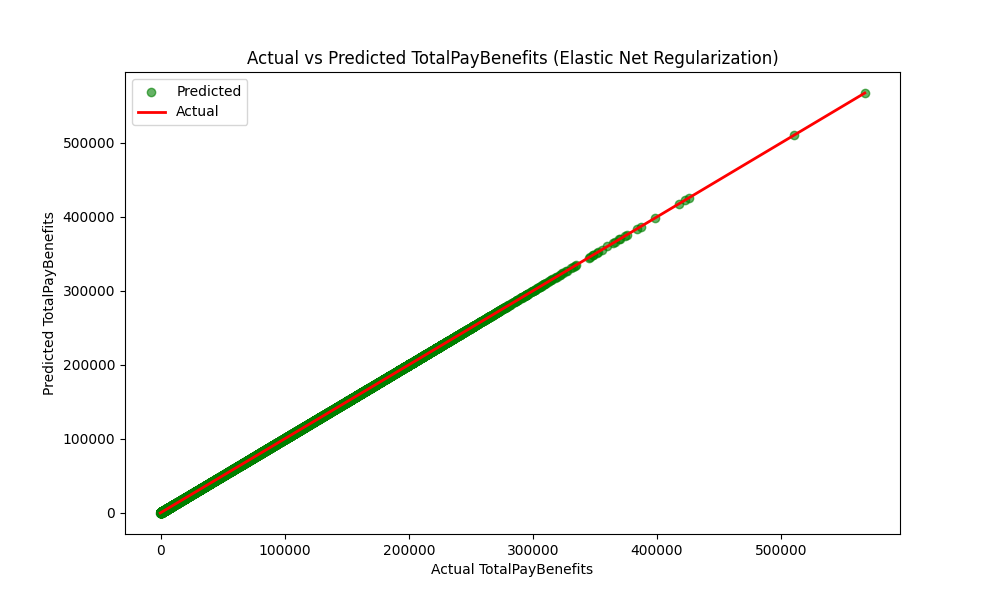 Actual vs Predicted TotalPayBenefits (Elastic Net Regularization)
Predicted
Actual
500000
400000
300000
200000
100000
0
Predicted TotalPayBenefits
0 100000 200000 300000 400000 500000
Actual TotalPayBenefits